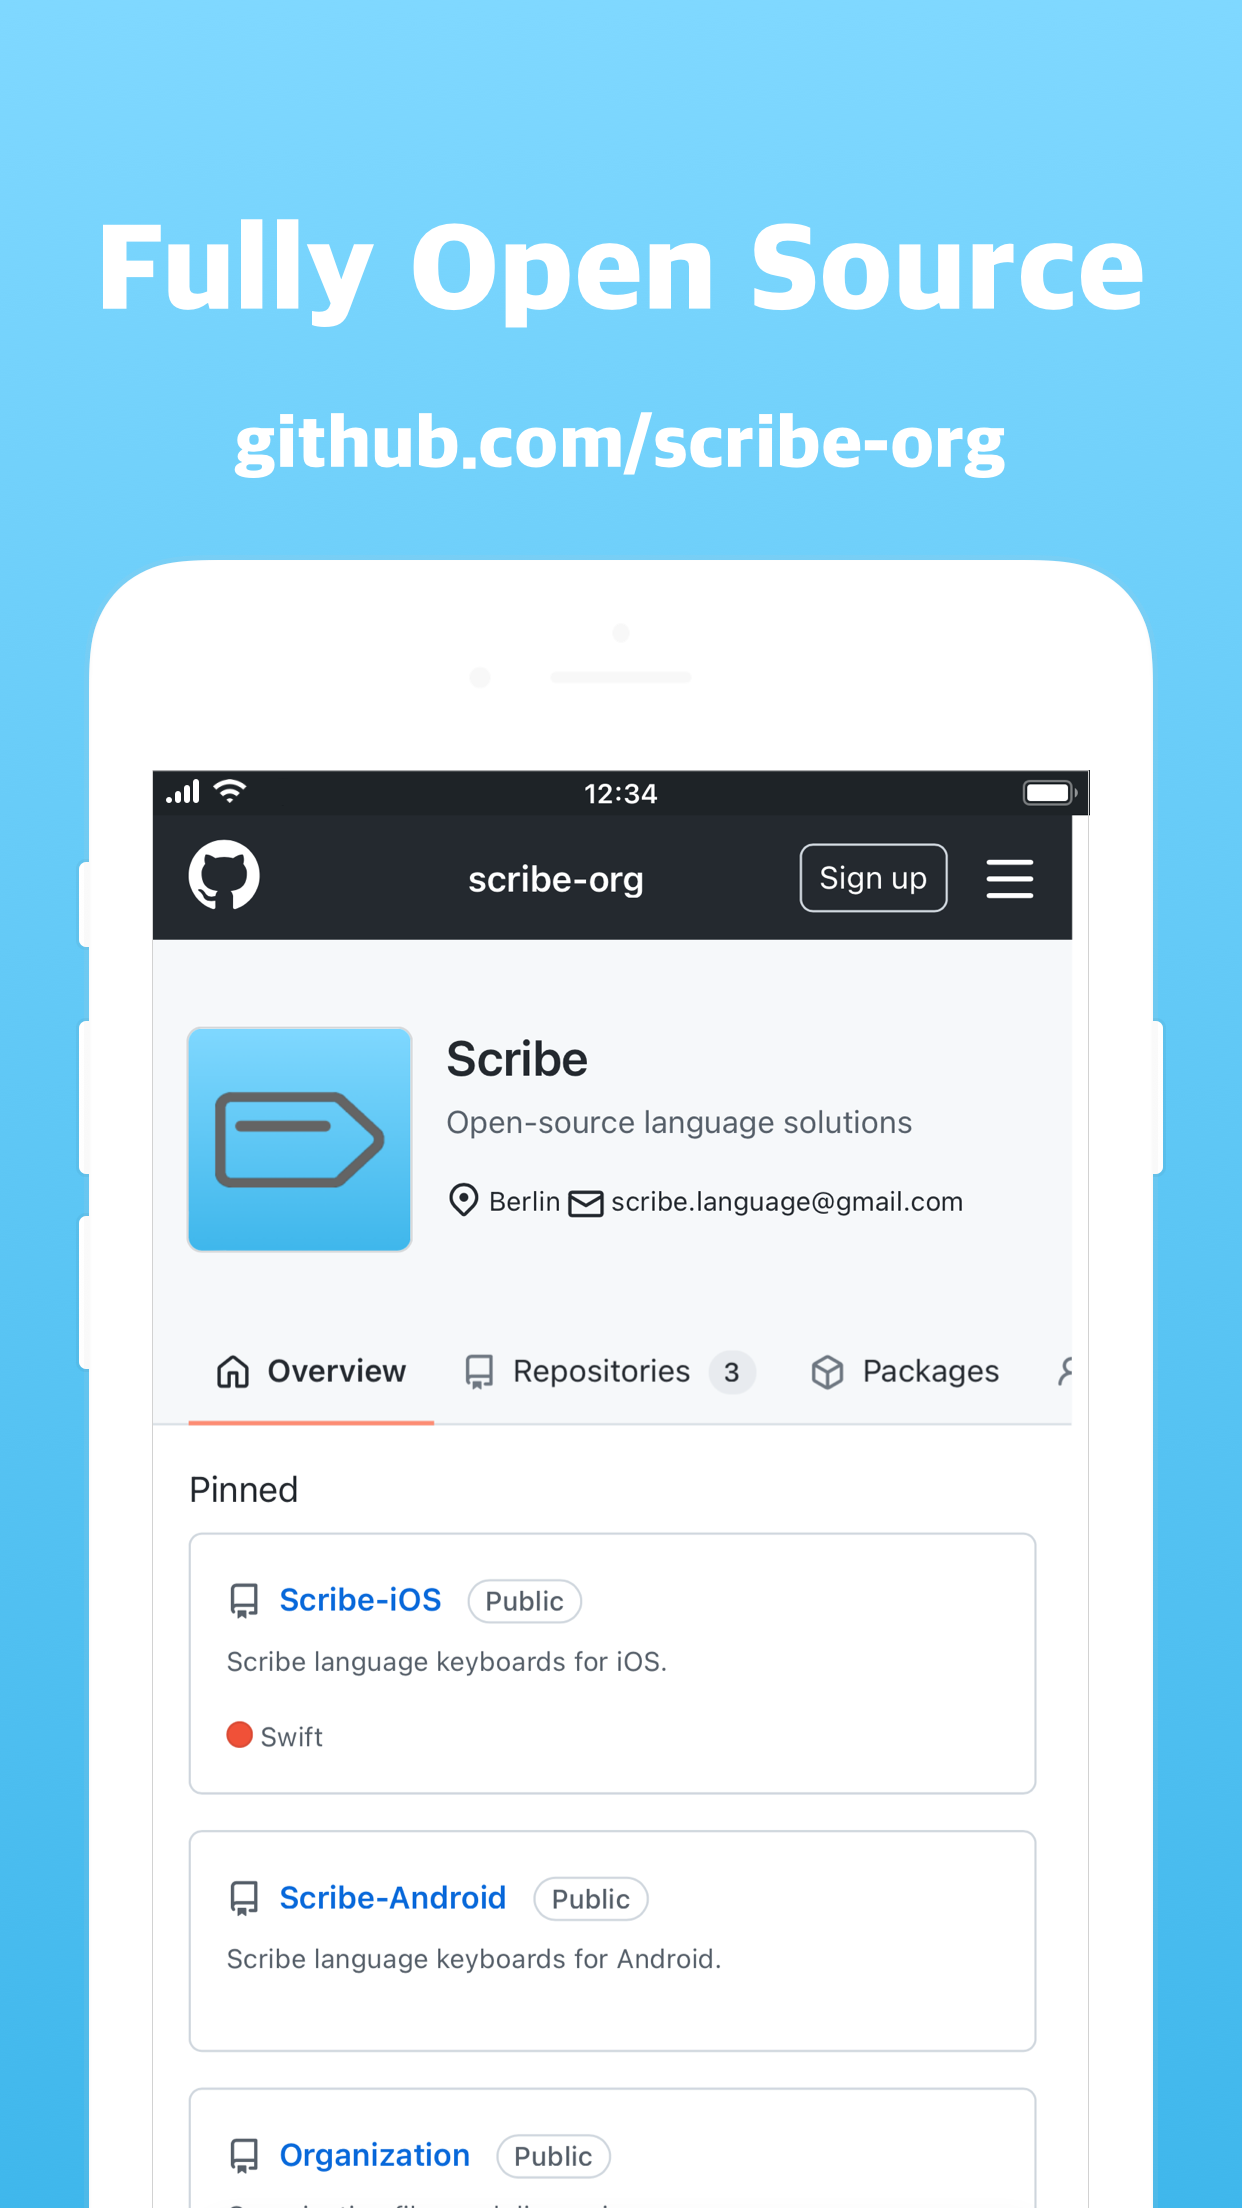 Fully Open Source
github.com/scribe-org
12:34
scribe-org
Sign up
Scribe
Open-source language solutions
Berlin scribe.language@gmail.com
Overview
Repositories 3
Packages
Pinned
Scribe-iOS Public
Scribe language keyboards for iOS.
Swift
Scribe-Android Public
Scribe language keyboards for Android.
Organization Public